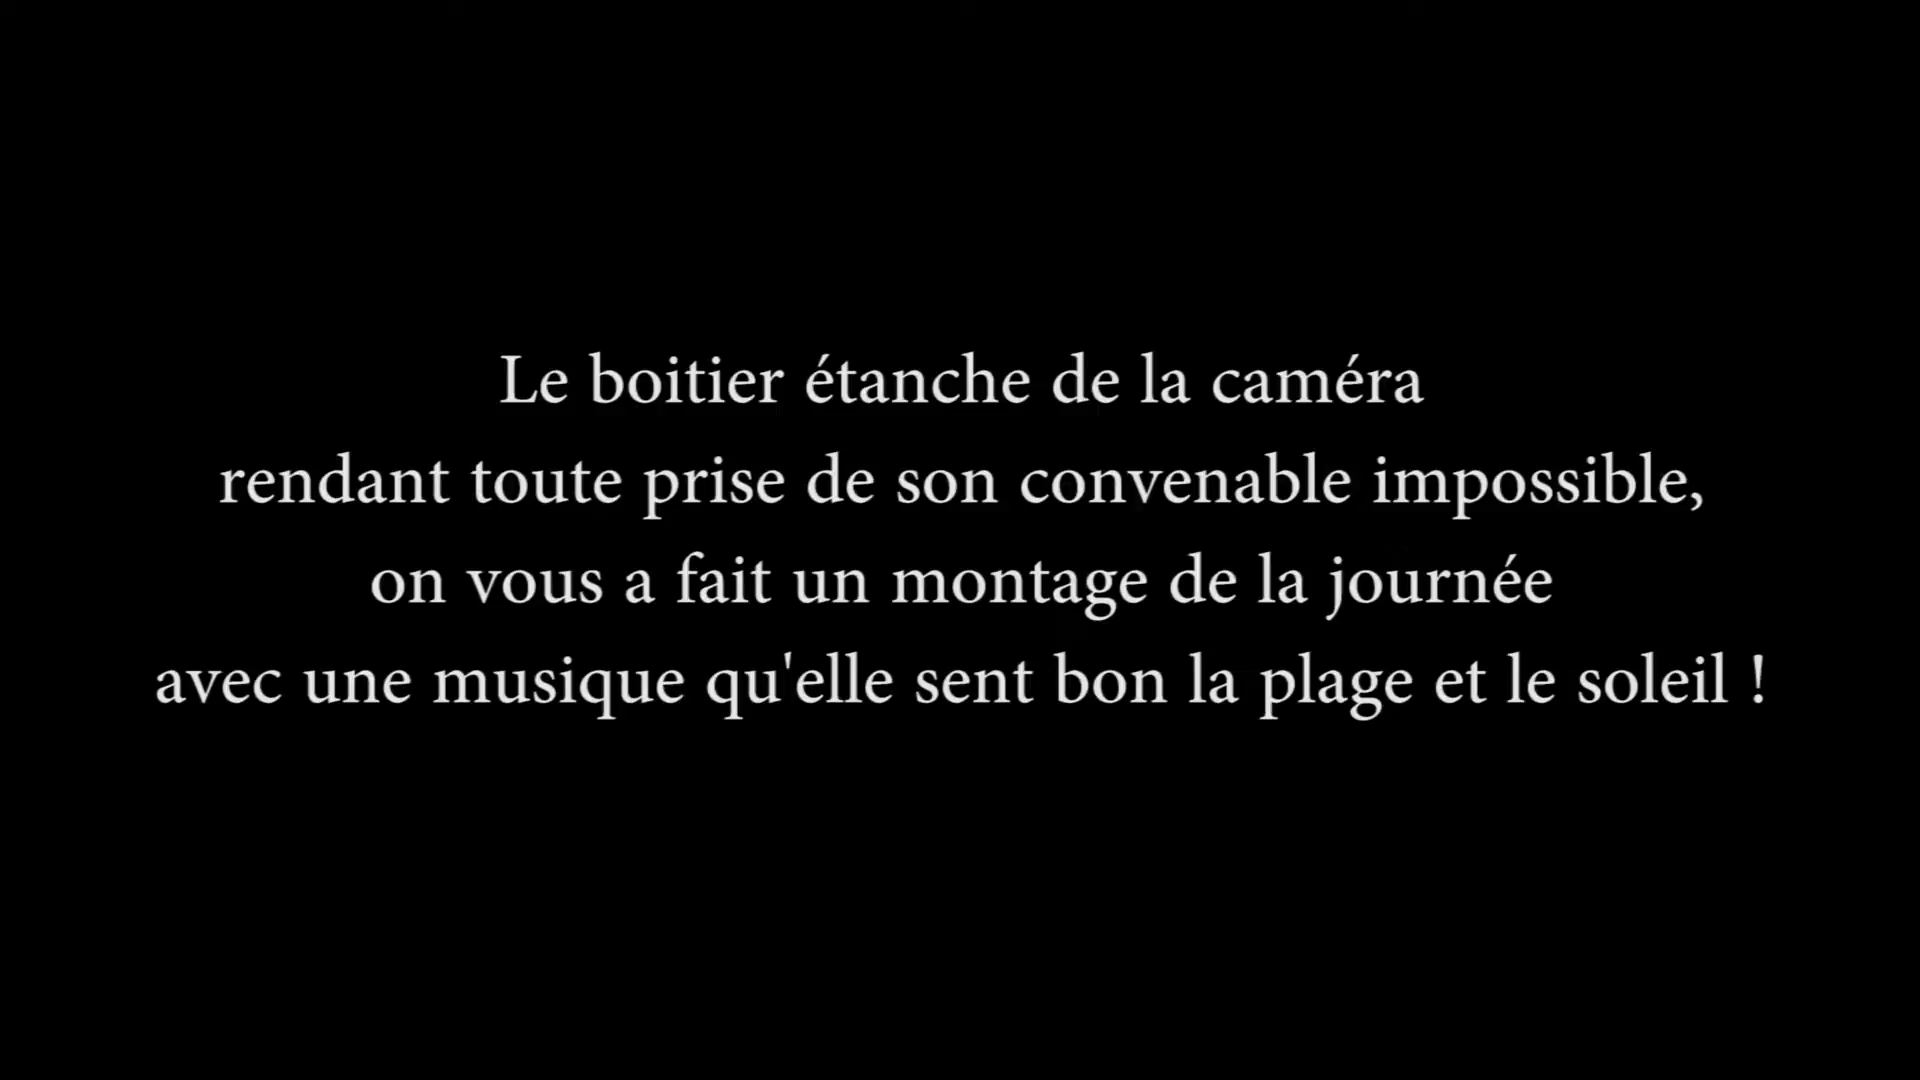 Le boitier étanche de la caméra
rendant toute prise de son convenable impossible,
on vous a fait un montage de la journée
avec une musique qu'elle sent bon la plage et le soleil !